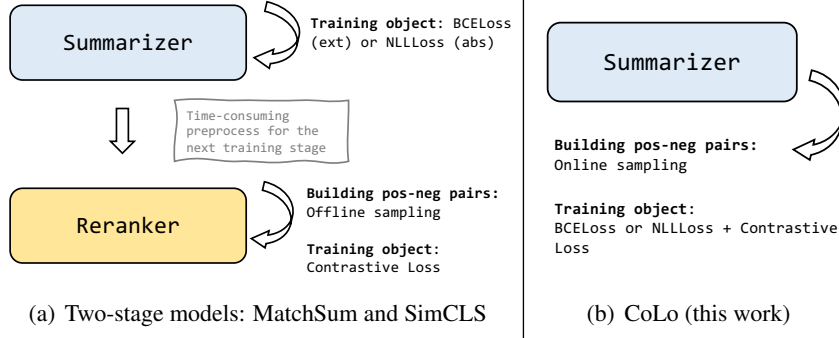 Summarizer
Training object: BCELoss
(ext) or NLLLoss (abs)
Time-consuming
preprocess for the
next training stage
Reranker
Building pos-neg pairs:
Offline sampling
Training object:
Contrastive Loss
(a) Two-stage models: MatchSum and SimCLS
Summarizer
Building pos-neg pairs:
Online sampling
Training object:
BCELoss or NLLLoss + Contrastive
Loss
(b) CoLo (this work)